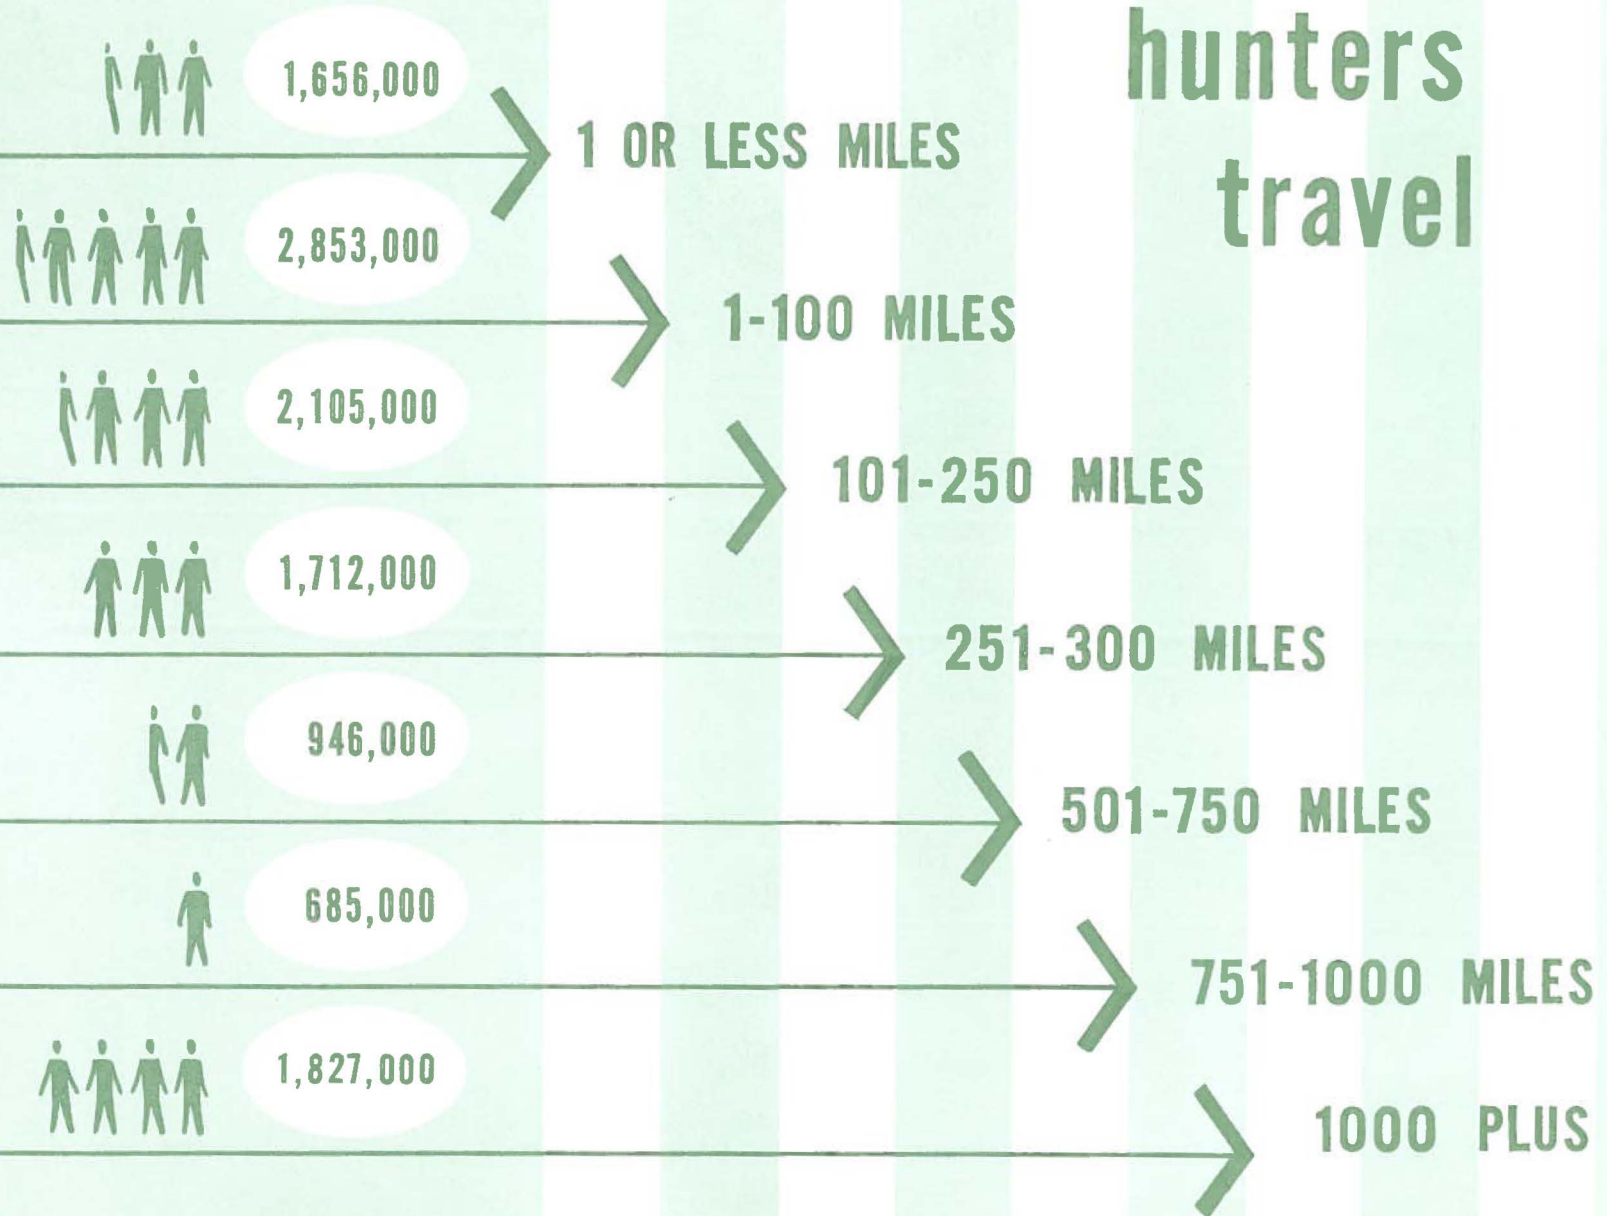 hunters
travel
1,656,000
1 OR LESS MILES
2,853,000
1-100 MILES
2,105,000
101-250 MILES
1,712,000
251-300 MILES
946,000
501-750 MILES
685,000
751-1000 MILES
1,827,000
1000 PLUS